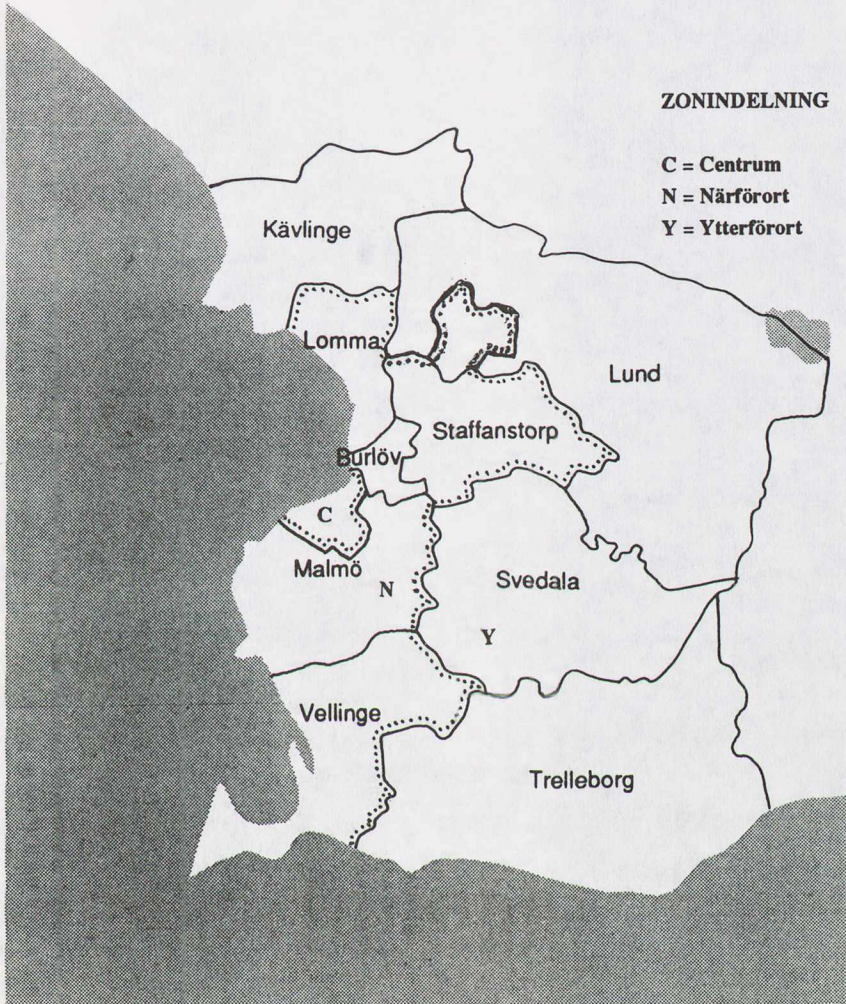 ZONINDELNING
C = Centrum
N = Närförort
Y = Ytterförort
Kävlinge
Lomma
Lund
Staffanstorp
Burlöv
C
Malmö
N
Svedala
Y
Vellinge
Trelleborg